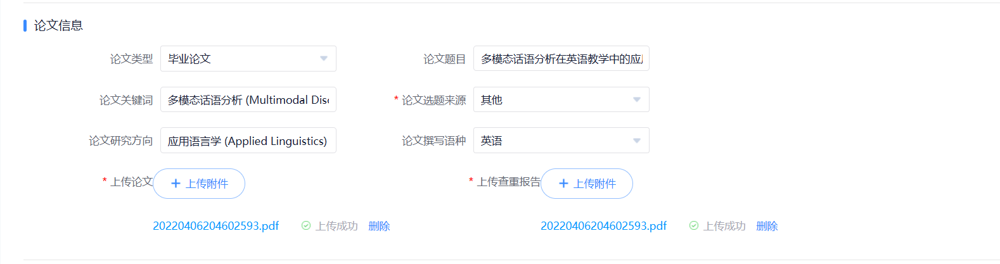 论文信息
论文类型 毕业论文 论文题目 多模态话语分析在英语教学中的应
论文关键词 多模态话语分析 (Multimodal Disc * 论文选题来源 其他
论文研究方向 应用语言学 (Applied Linguistics) 论文撰写语种 英语
* 上传论文 + 上传附件 * 上传查重报告 + 上传附件
20220406204602593.pdf 上传成功 删除 20220406204602593.pdf 上传成功 删除